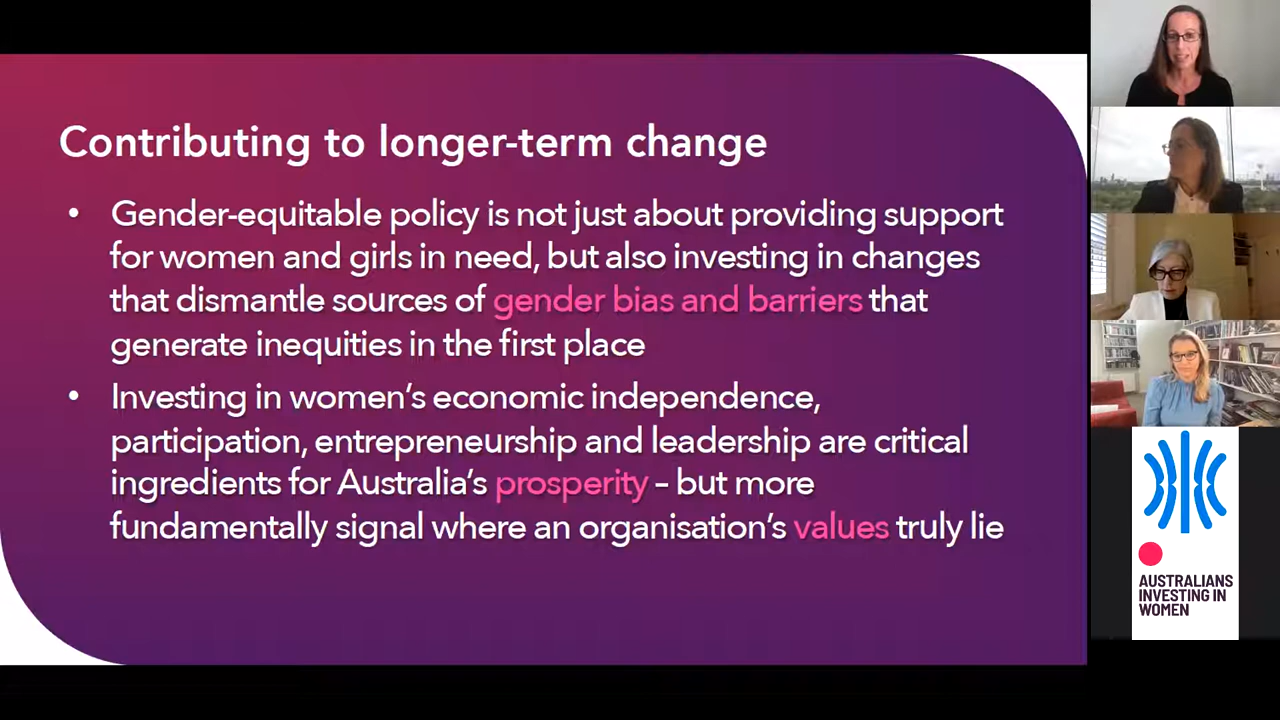 Contributing to longer-term change
• Gender-equitable policy is not just about providing support
for women and girls in need, but also investing in changes
that dismantle sources of gender bias and barriers that
generate inequities in the first place
• Investing in women's economic independence,
participation, entrepreneurship and leadership are critical
ingredients for Australia's prosperity – but more
fundamentally signal where an organisation's values truly lie
AUSTRALIANS
INVESTING IN
WOMEN